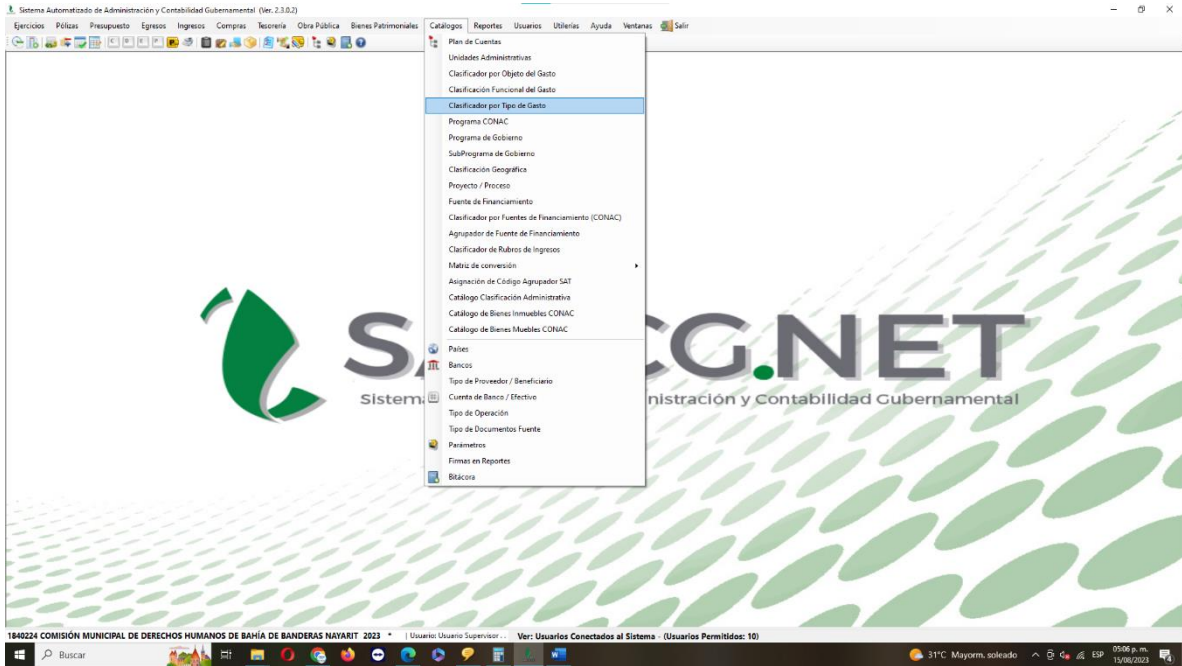 Sistema Automatizado de Administración y Contabilidad Gubernamental (Ver. 2.3.0.2)
Ejercicios Pólizas Presupuesto Egresos Ingresos Compras Tesorería Obra Pública Bienes Patrimoniales Catálogos Reportes Usuarios Utilerías Ayuda Ventanas Salir
Plan de Cuentas
Unidades Administrativas
Clasificador por Objeto del Gasto
Clasificación Funcional del Gasto
Clasificador por Tipo de Gasto
Programa CONAC
Programa de Gobierno
SubPrograma de Gobierno
Clasificación Geográfica
Proyecto / Proceso
Fuente de Financiamiento
Clasificador por Fuentes de Financiamiento (CONAC)
Agrupador de Fuente de Financiamiento
Clasificador de Rubros de Ingresos
Matriz de conversión
Asignación de Código Agrupador SAT
Catálogo Clasificación Administrativa
Catálogo de Bienes Inmuebles CONAC
Catálogo de Bienes Muebles CONAC
Países
Bancos
Tipo de Proveedor / Beneficiario
Cuenta de Banco / Efectivo
Tipo de Operación
Tipo de Documentos Fuente
Parámetros
Firmas en Reportes
Bitácora
S CG.NET
Sistem nistración y Contabilidad Gubernamental
1840224 COMISIÓN MUNICIPAL DE DERECHOS HUMANOS DE BAHÍA DE BANDERAS NAYARIT 2023 * | Usuario: Usuario Supervisor . . Ver: Usuarios Conectados al Sistema - (Usuarios Permitidos: 10)
Buscar 31°C Mayorm. soleado ESP 05:06 p. m.
15/08/2023